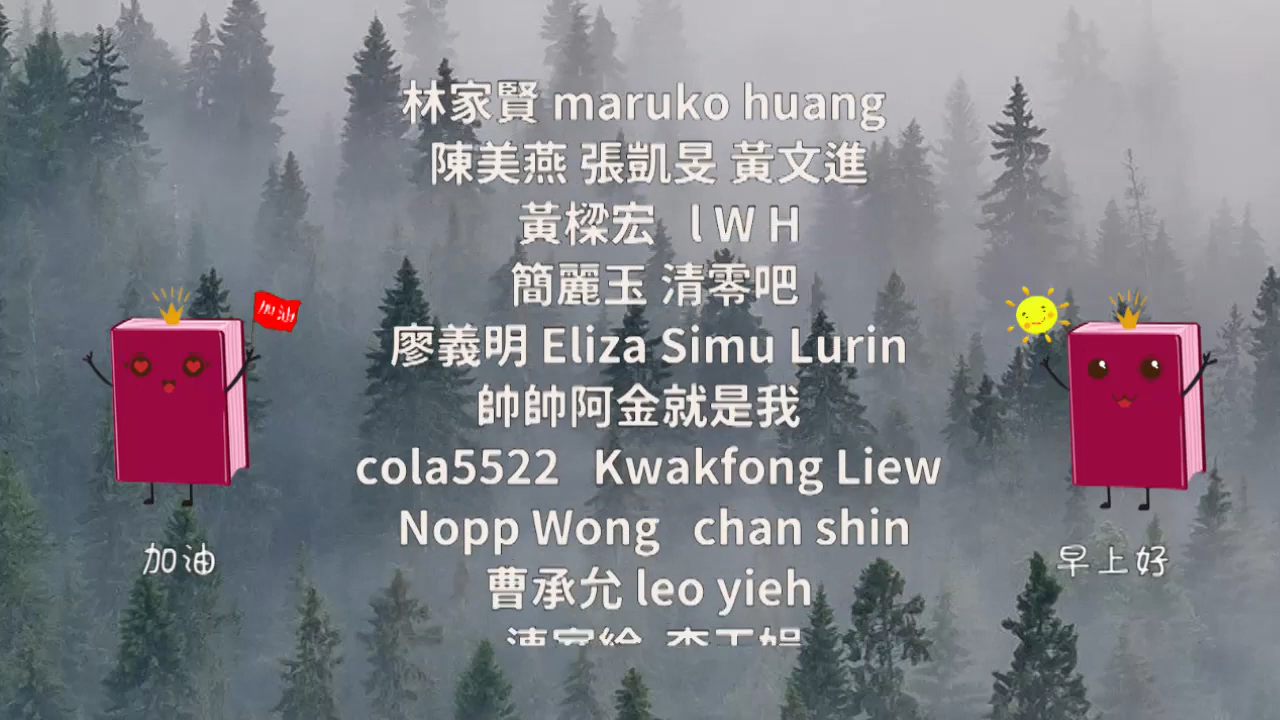 林家賢 maruko huang
陳美燕 張凱旻 黃文進
黃樑宏 l W H
簡麗玉 清零吧
廖義明 Eliza Simu Lurin
帥帥阿金就是我
cola5522 Kwakfong Liew
Nopp Wong chan shin
曹承允 leo yieh
加油
加油
早上好